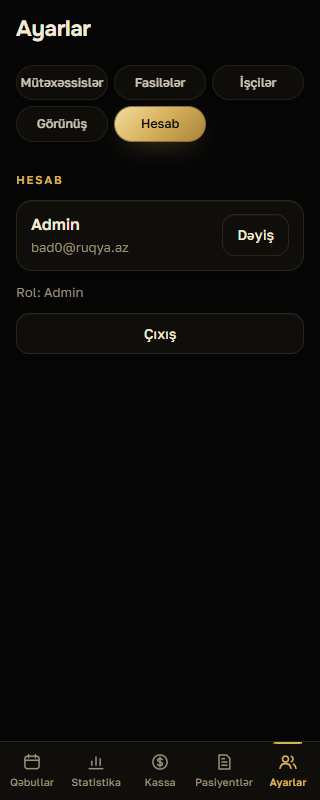 Ayarlar
Mütəxəssislər
Fasilələr
İşçilər
Görünüş
Hesab
HESAB
Admin
bad0@ruqya.az
Dəyiş
Rol: Admin
Çıxış
Qəbullar
Statistika
Kassa
Pasiyentlər
Ayarlar